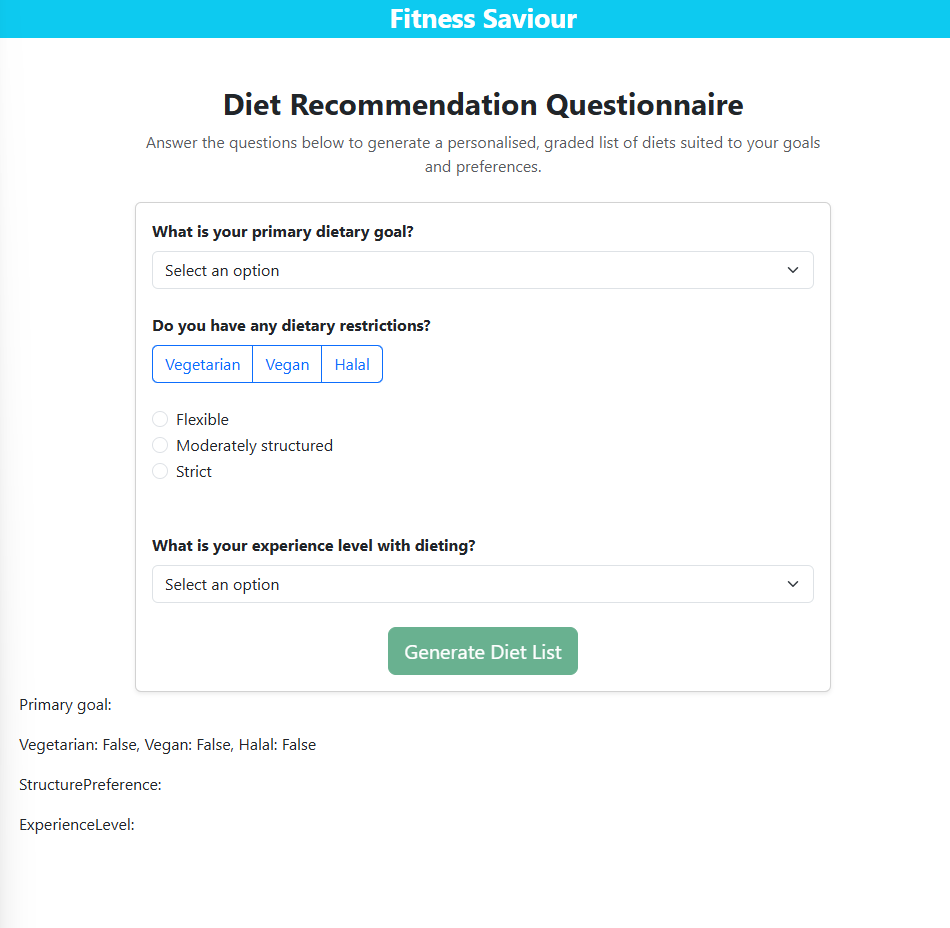 Fitness Saviour
Diet Recommendation Questionnaire
Answer the questions below to generate a personalised, graded list of diets suited to your goals
and preferences.
What is your primary dietary goal?
Select an option
Do you have any dietary restrictions?
Vegetarian Vegan Halal
Flexible
Moderately structured
Strict
What is your experience level with dieting?
Select an option
Generate Diet List
Primary goal:
Vegetarian: False, Vegan: False, Halal: False
StructurePreference:
ExperienceLevel: